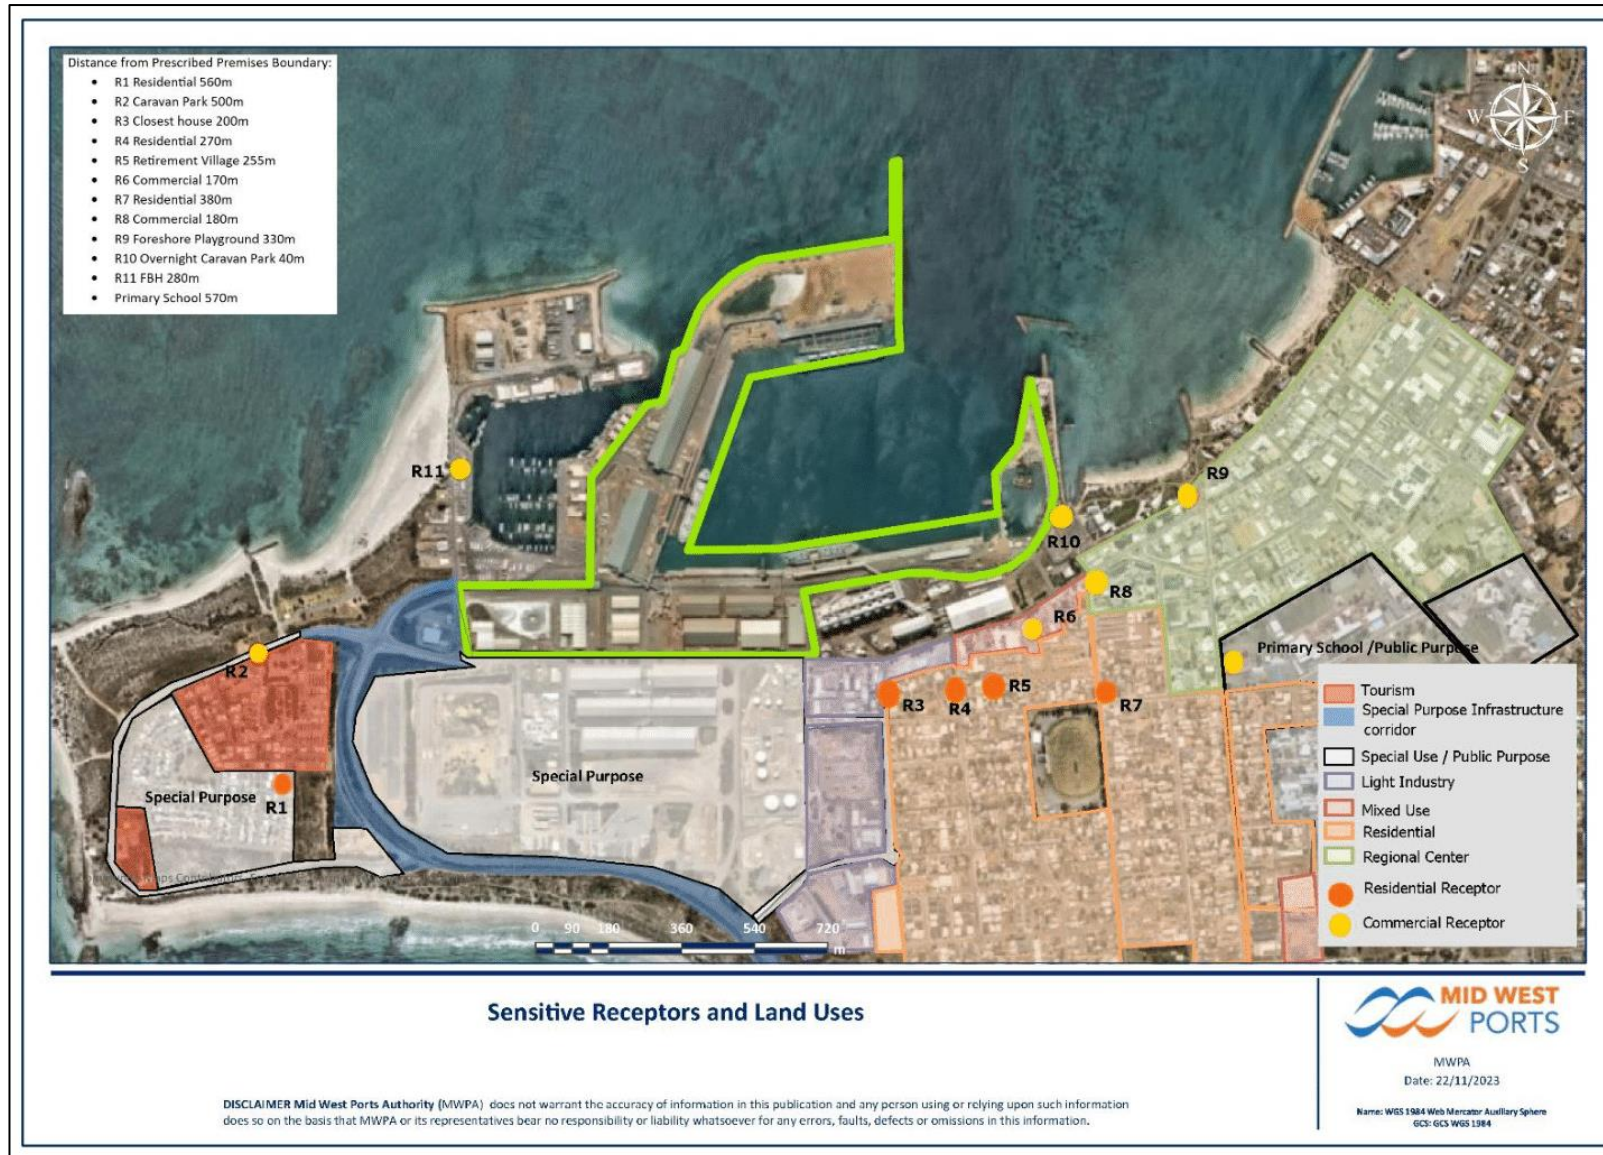 Distance from Prescribed Premises Boundary:
• R1 Residential 560m
• R2 Caravan Park 500m
• R3 Closest house 200m
• R4 Residential 270m
• R5 Retirement Village 255m
• R6 Commercial 170m
• R7 Residential 380m
• R8 Commercial 180m
• R9 Foreshore Playground 330m
• R10 Overnight Caravan Park 40m
• R11 FBH 280m
• Primary School 570m
N
W
E
S
R11
R9
R10
R8
R6
R2
Primary School /Public Purpose
R5
R3
R4
R7
Special Purpose
Special Purpose
R1
Tourism
Special Purpose Infrastructure
corridor
Special Use / Public Purpose
Light Industry
Mixed Use
Residential
Regional Center
Residential Receptor
Commercial Receptor
0 90 180 360 540 720
m
Sensitive Receptors and Land Uses
MID WEST
PORTS
MWPA
Date: 22/11/2023
Name: WGS 1984 Web Mercator Auxiliary Sphere
GCS: GCS WGS 1984
DISCLAIMER Mid West Ports Authority (MWPA) does not warrant the accuracy of information in this publication and any person using or relying upon such information
does so on the basis that MWPA or its representatives bear no responsibility or liability whatsoever for any errors, faults, defects or omissions in this information.